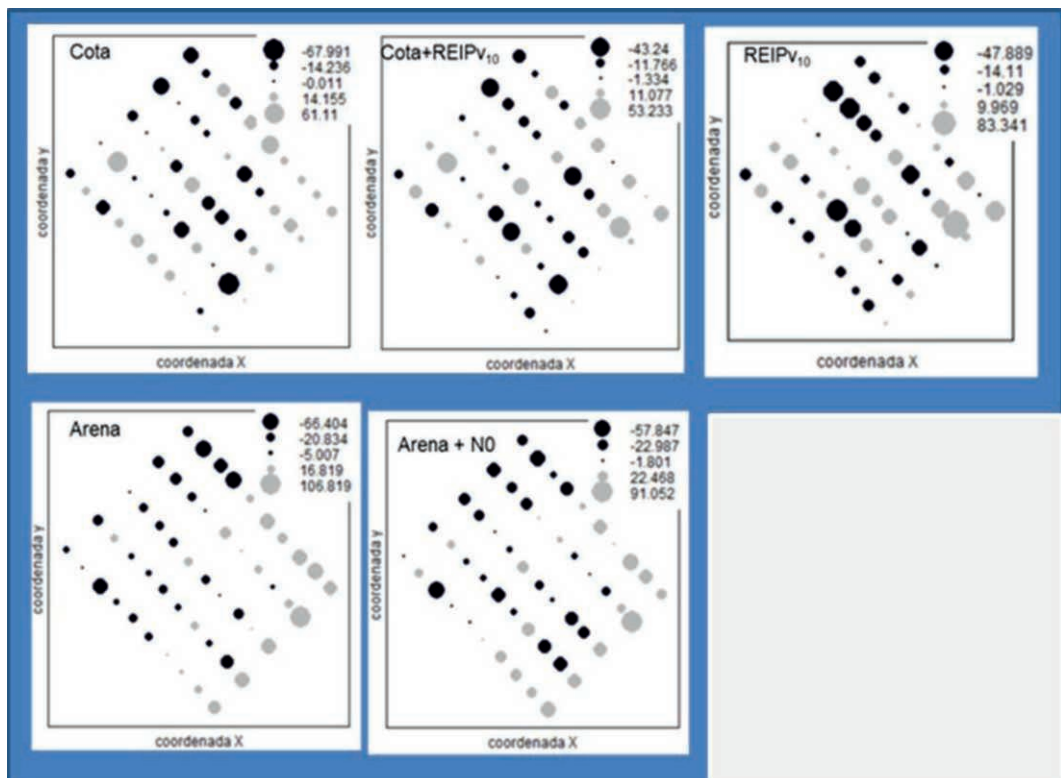 Cota
-67.991
-14.236
-0.011
14.155
61.11
coordenada y
coordenada X
Cota+REIPv10
-43.24
-11.766
-1.334
11.077
53.233
coordenada y
coordenada X
REIPv10
-47.889
-14.11
-1.029
9.969
83.341
coordenada y
coordenada X
Arena
-66.404
-20.834
-5.007
16.819
106.819
coordenada y
coordenada X
Arena + N0
-57.847
-22.987
-1.801
22.468
91.052
coordenada y
coordenada X